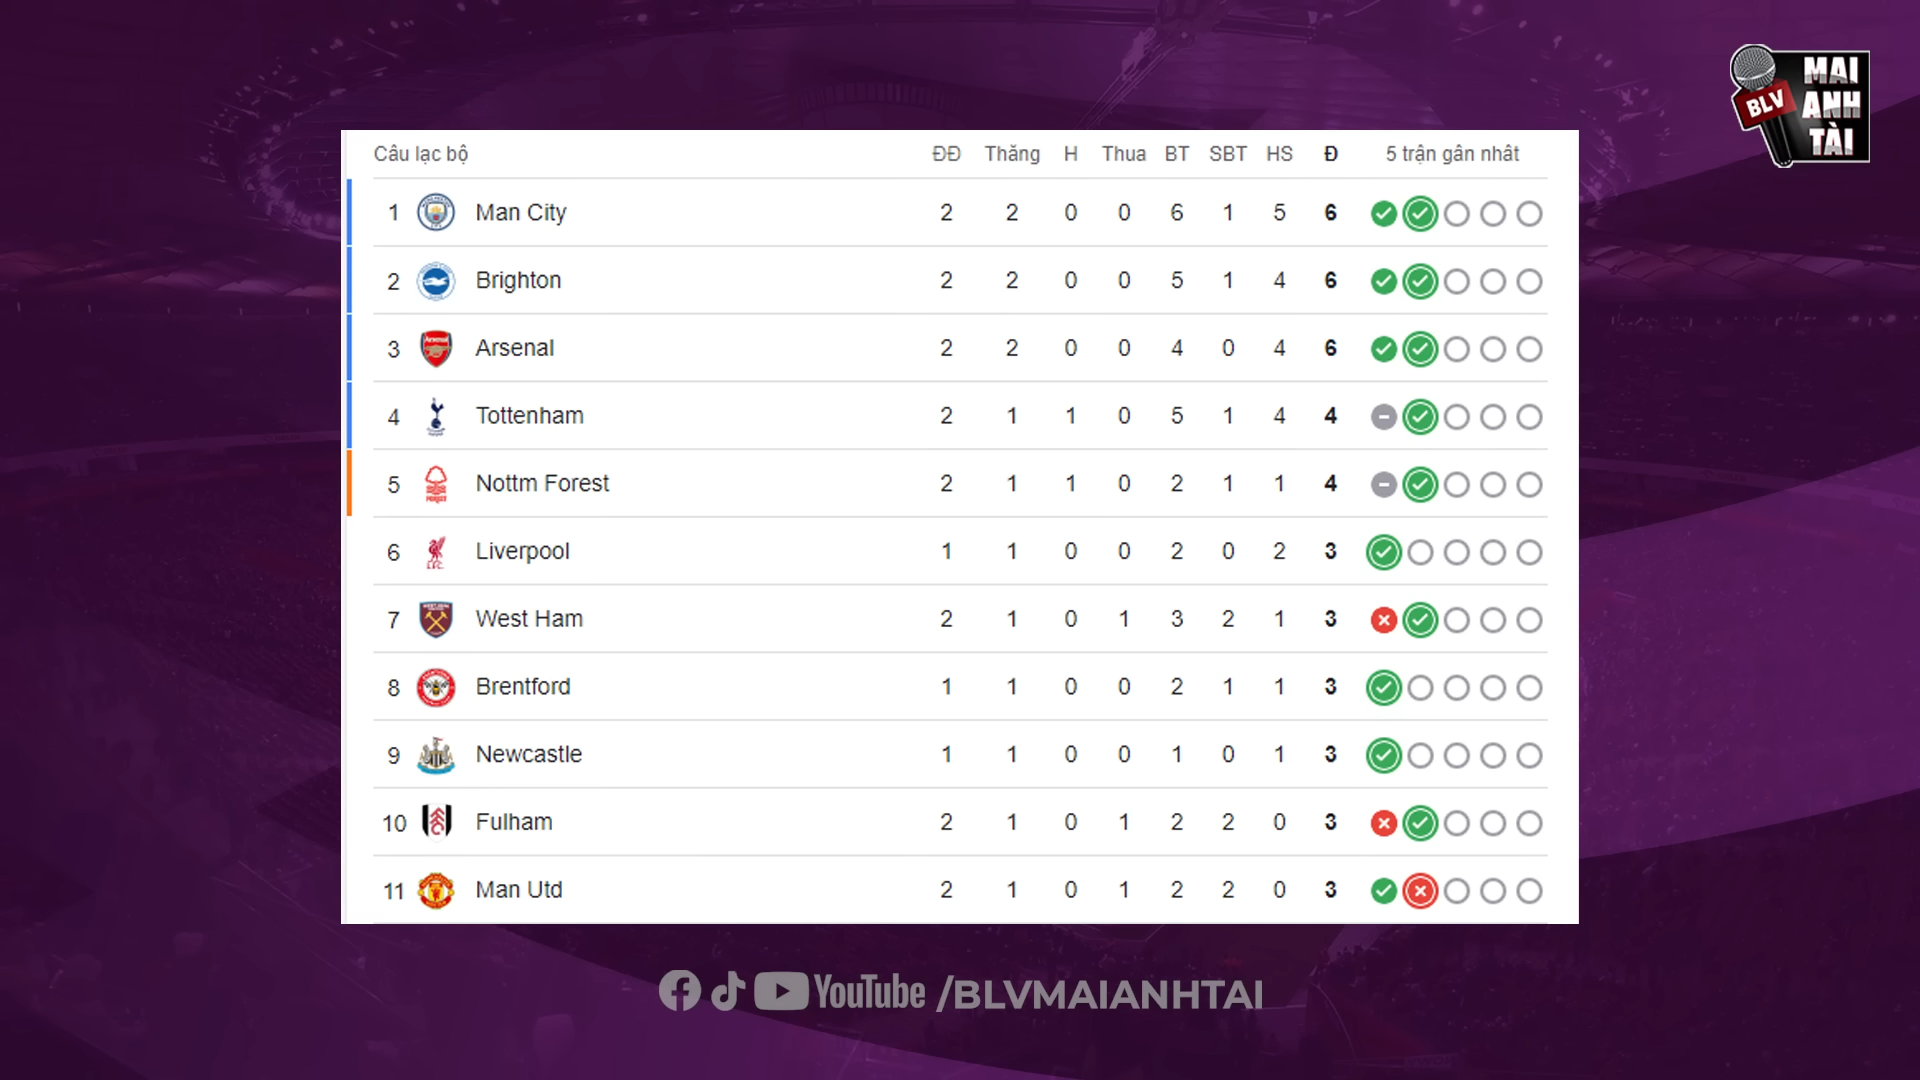 MAI
BLV ANH
TÀI
Câu lạc bộ ĐĐ Thắng H Thua BT SBT HS Đ 5 trận gần nhất
1 Man City 2 2 0 0 6 1 5 6
2 Brighton 2 2 0 0 5 1 4 6
3 Arsenal 2 2 0 0 4 0 4 6
4 Tottenham 2 1 1 0 5 1 4 4
5 Nottm Forest 2 1 1 0 2 1 1 4
6 Liverpool 1 1 0 0 2 0 2 3
7 West Ham 2 1 0 1 3 2 1 3
8 Brentford 1 1 0 0 2 1 1 3
9 Newcastle 1 1 0 0 1 0 1 3
10 Fulham 2 1 0 1 2 2 0 3
11 Man Utd 2 1 0 1 2 2 0 3
YouTube /BLVMAIANHTAI